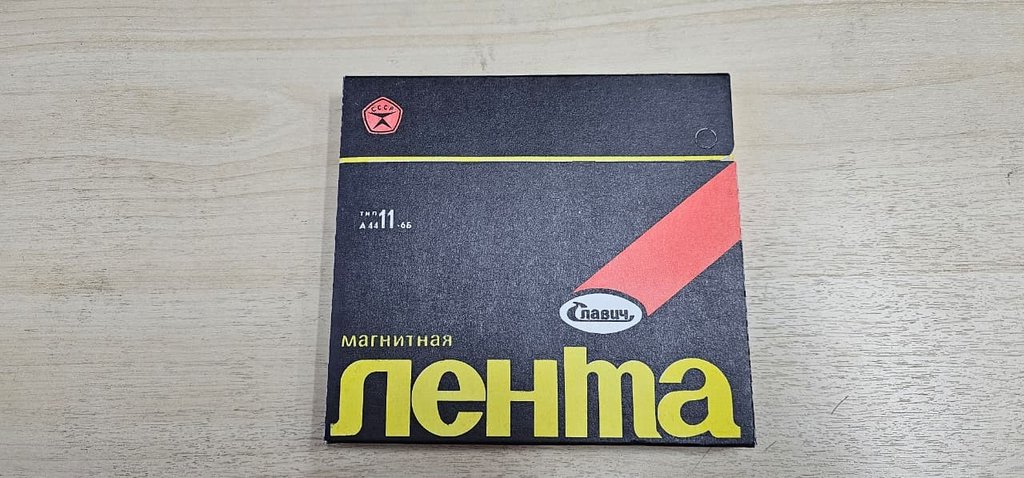 СССР
тип
А4411-6Б
Славич
магнитная
лента